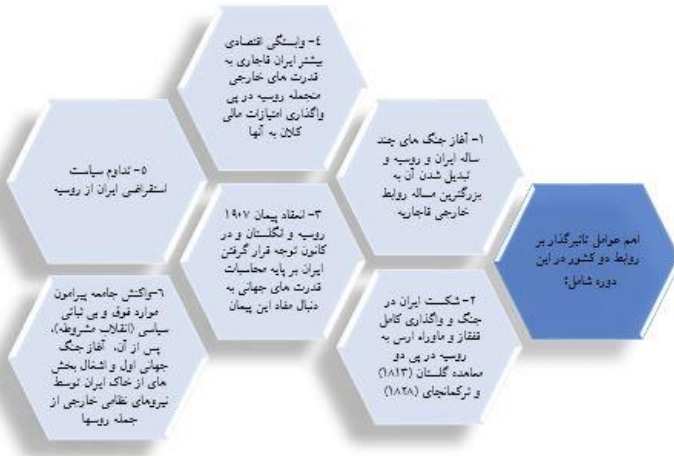 اهم عوامل تاثیرگذار بر
روابط دو کشور در این
دوره شامل:
۱- آغاز جنگ های چند
ساله ایران و روسیه و
تبدیل شدن آن به
بزرگترین مساله روابط
خارجی قاجاریه
۲- شکست ایران در
جنگ و واگذاری کامل
قفقاز و ماوراء ارس به
روسیه در پی دو
معاهده گلستان (۱۸۱۳)
و ترکمانچای (۱۸۲۸)
۳- انعقاد پیمان ۱۹۰۷
روسیه و انگلستان و در
کانون توجه قرار گرفتن
ایران بر پایه محاسبات
قدرت های جهانی به
دنبال مفاد این پیمان
۴- وابستگی اقتصادی
بیشتر ایران قاجاری به
قدرت های خارجی
منجمله روسیه در پی
واگذاری امتیازات مالی
کلان به آنها
۵- تداوم سیاست
استقراضی ایران از روسیه
۶-واکنش جامعه پیرامون
موارد فوق و بی ثباتی
سیاسی (انقلاب مشروطه)،
پس از آن، آغاز جنگ
جهانی اول و اشغال بخش
های از خاک ایران توسط
نیروهای نظامی خارجی از
جمله روسها